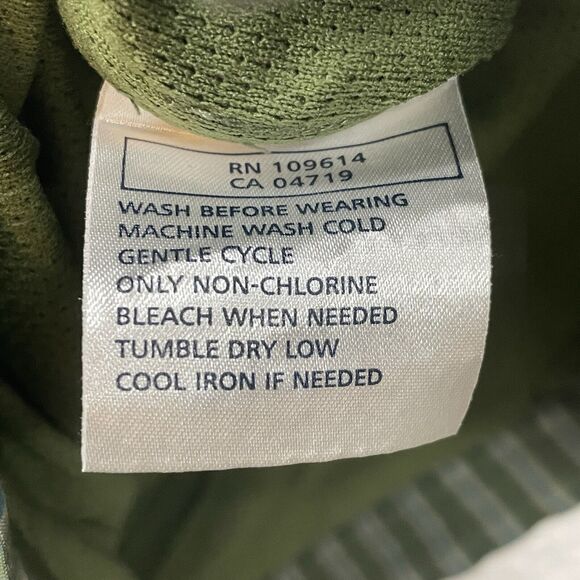 RN 109614
CA 04719
WASH BEFORE WEARING
MACHINE WASH COLD
GENTLE CYCLE
ONLY NON-CHLORINE
BLEACH WHEN NEEDED
TUMBLE DRY LOW
COOL IRON IF NEEDED